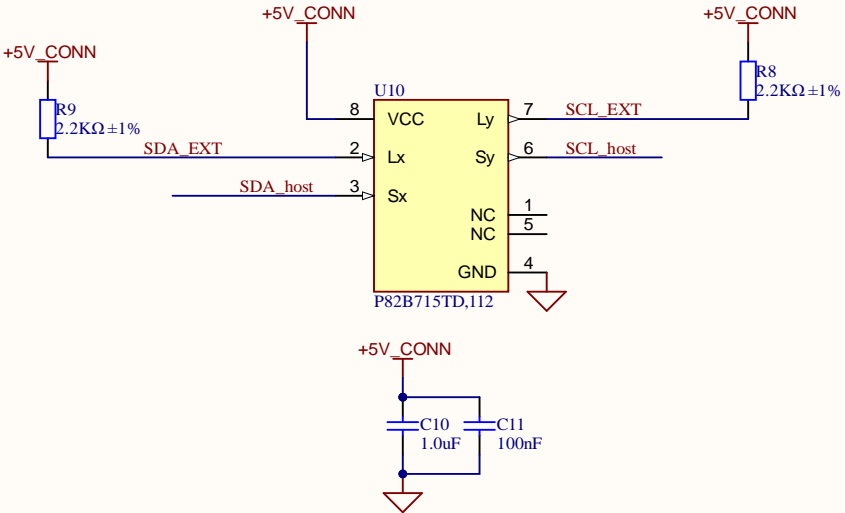 +5V_CONN
+5V_CONN
+5V_CONN
R9
2.2KΩ±1%
R8
2.2KΩ±1%
U10
8
VCC
Ly
7
SCL_EXT
SDA_EXT
2
Lx
Sy
6
SCL_host
SDA_host
3
Sx
NC
1
NC
5
GND
4
P82B715TD,112
+5V_CONN
C10
1.0uF
C11
100nF